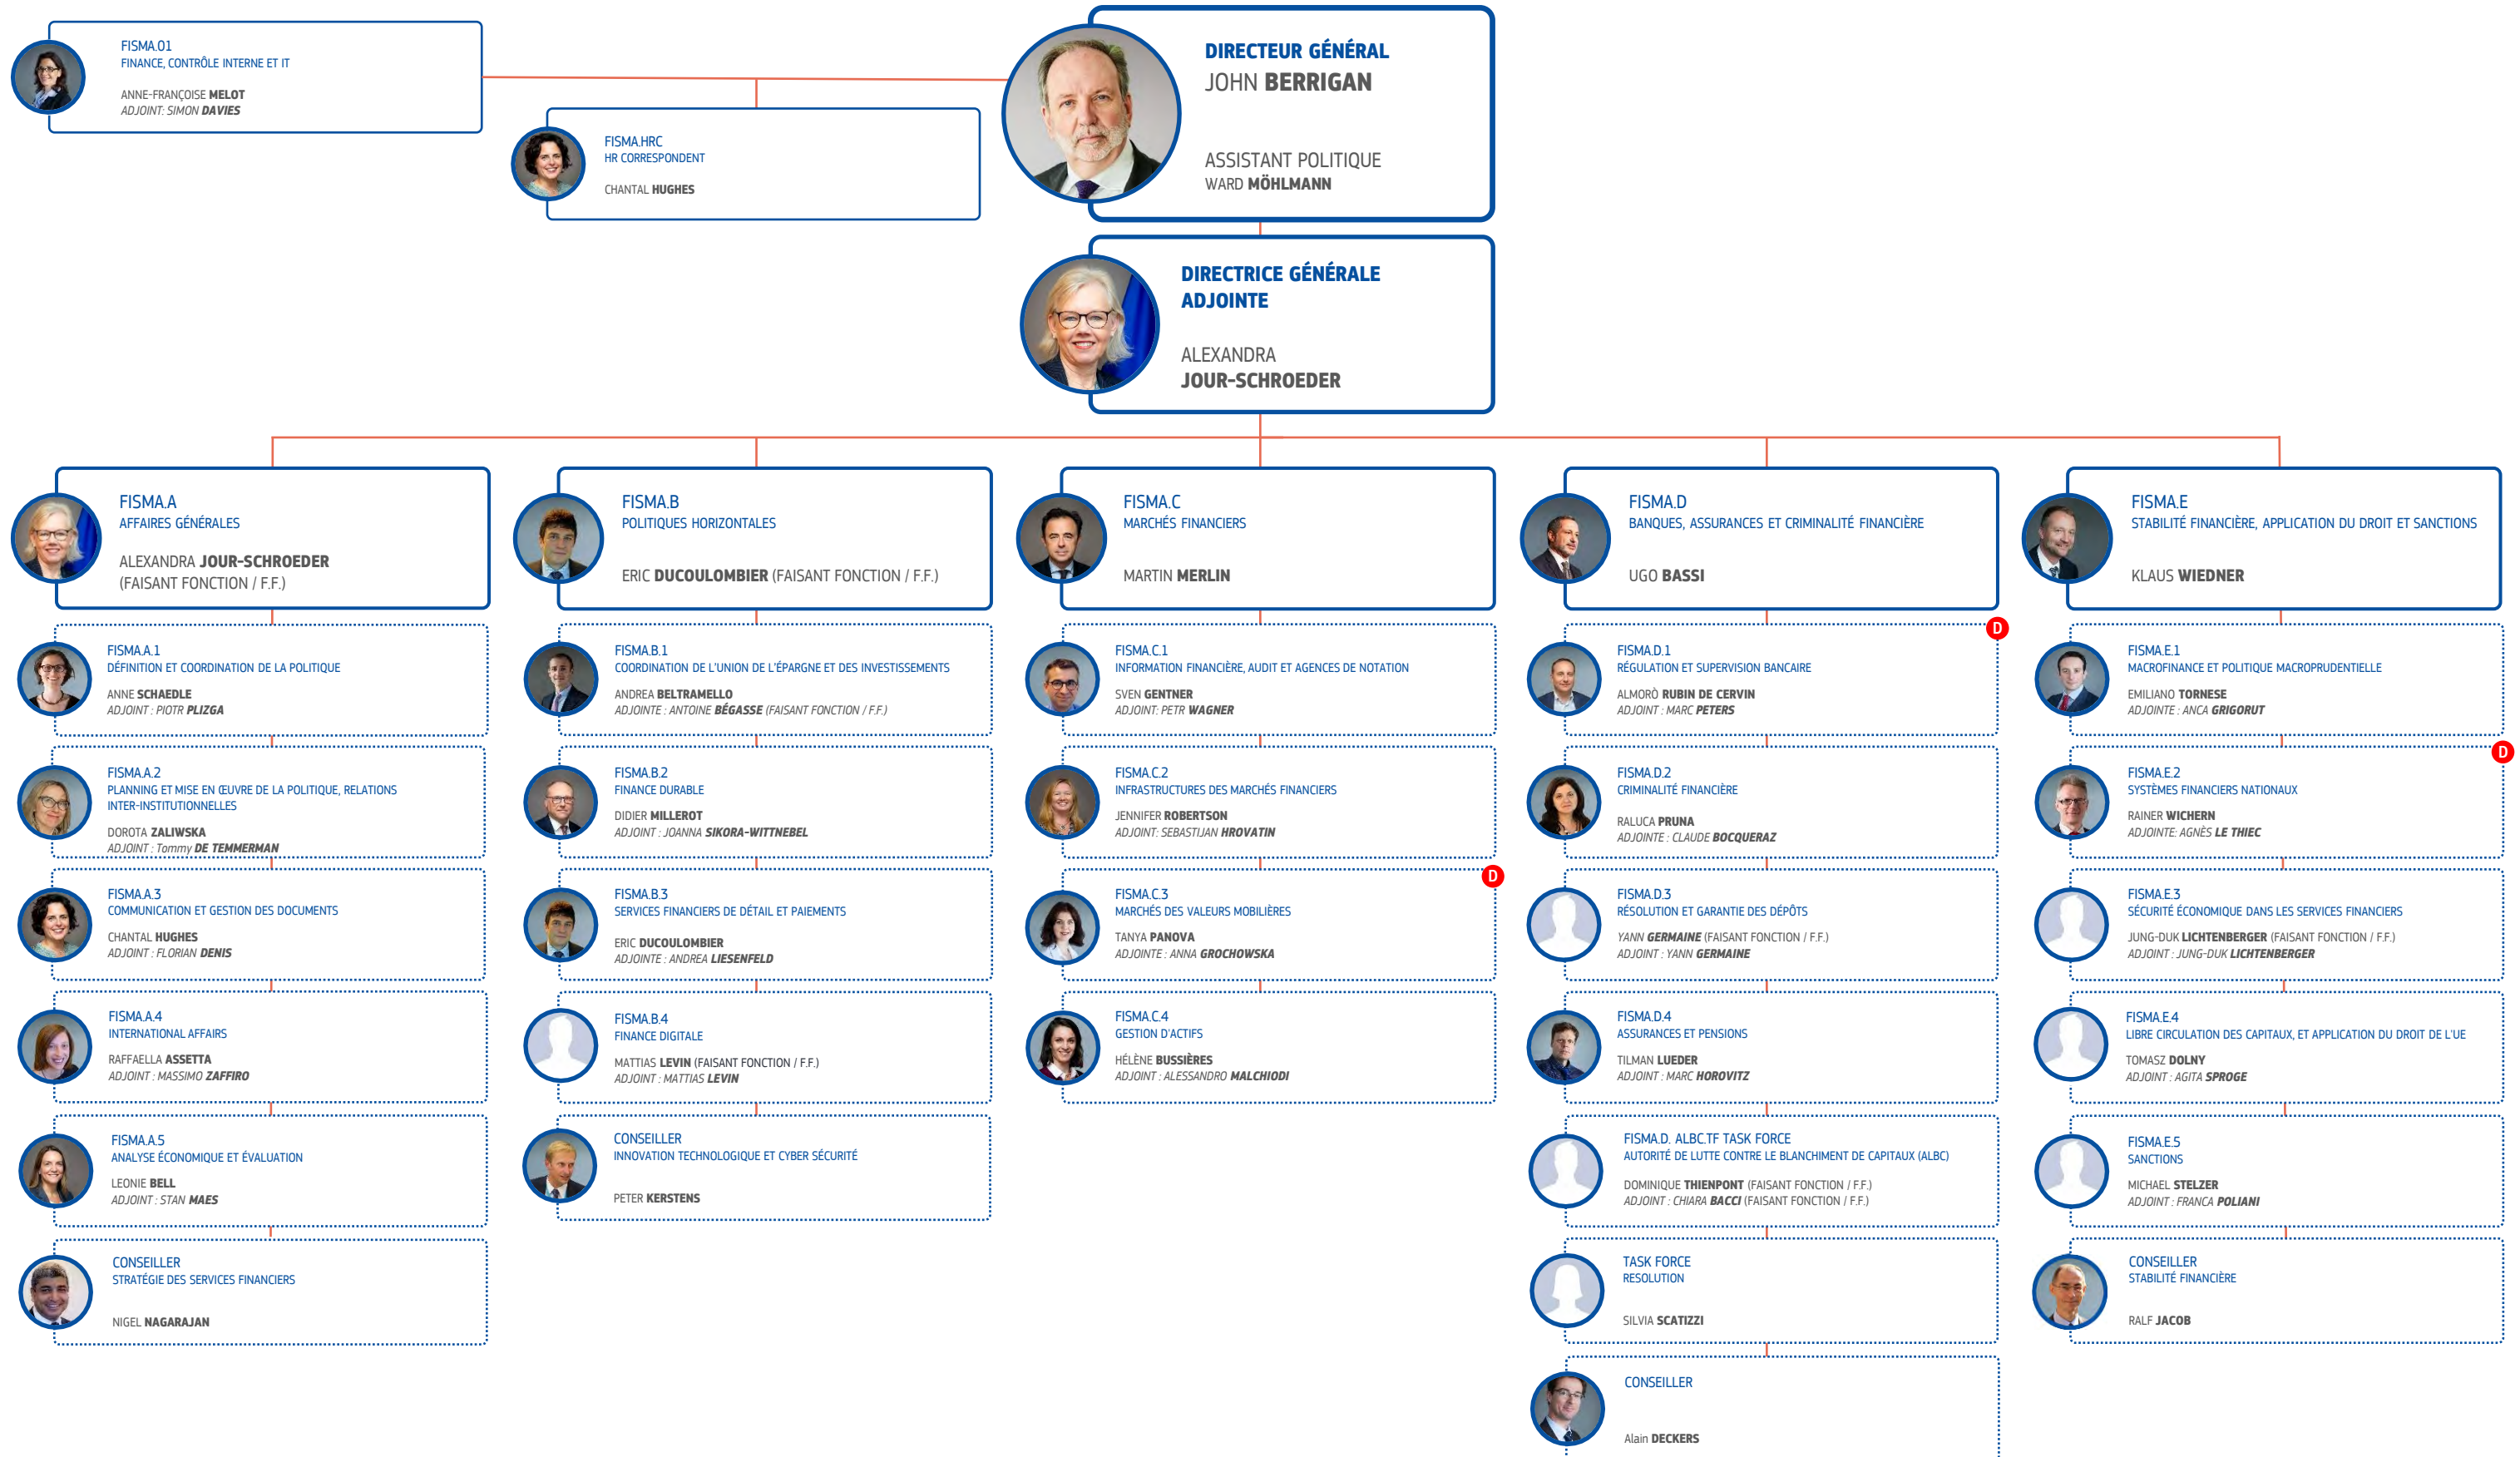 FISMA.01
FINANCE, CONTRÔLE INTERNE ET IT
ANNE-FRANÇOISE MELOT
ADJOINT: SIMON DAVIES
FISMA.HRC
HR CORRESPONDENT
CHANTAL HUGHES
DIRECTEUR GÉNÉRAL
JOHN BERRIGAN
ASSISTANT POLITIQUE
WARD MÖHLMANN
DIRECTRICE GÉNÉRALE
ADJOINTE
ALEXANDRA
JOUR-SCHROEDER
FISMA.A
AFFAIRES GÉNÉRALES
ALEXANDRA JOUR-SCHROEDER
(FAISANT FONCTION / F.F.)
FISMA.A.1
DÉFINITION ET COORDINATION DE LA POLITIQUE
ANNE SCHAEDLE
ADJOINT : PIOTR PLIZGA
FISMA.A.2
PLANNING ET MISE EN ŒUVRE DE LA POLITIQUE, RELATIONS
INTER-INSTITUTIONNELLES
DOROTA ZALIWSKA
ADJOINT : Tommy DE TEMMERMAN
FISMA.A.3
COMMUNICATION ET GESTION DES DOCUMENTS
CHANTAL HUGHES
ADJOINT : FLORIAN DENIS
FISMA.A.4
INTERNATIONAL AFFAIRS
RAFFAELLA ASSETTA
ADJOINT : MASSIMO ZAFFIRO
FISMA.A.5
ANALYSE ÉCONOMIQUE ET ÉVALUATION
LEONIE BELL
ADJOINT : STAN MAES
CONSEILLER
STRATÉGIE DES SERVICES FINANCIERS
NIGEL NAGARAJAN
FISMA.B
POLITIQUES HORIZONTALES
ERIC DUCOULOMBIER (FAISANT FONCTION / F.F.)
FISMA.B.1
COORDINATION DE L'UNION DE L'ÉPARGNE ET DES INVESTISSEMENTS
ANDREA BELTRAMELLO
ADJOINTE : ANTOINE BÉGASSE (FAISANT FONCTION / F.F.)
FISMA.B.2
FINANCE DURABLE
DIDIER MILLEROT
ADJOINT : JOANNA SIKORA-WITTNEBEL
FISMA.B.3
SERVICES FINANCIERS DE DÉTAIL ET PAIEMENTS
ERIC DUCOULOMBIER
ADJOINTE : ANDREA LIESENFELD
FISMA.B.4
FINANCE DIGITALE
MATTIAS LEVIN (FAISANT FONCTION / F.F.)
ADJOINT : MATTIAS LEVIN
CONSEILLER
INNOVATION TECHNOLOGIQUE ET CYBER SÉCURITÉ
PETER KERSTENS
FISMA.C
MARCHÉS FINANCIERS
MARTIN MERLIN
FISMA.C.1
INFORMATION FINANCIÈRE, AUDIT ET AGENCES DE NOTATION
SVEN GENTNER
ADJOINT: PETR WAGNER
FISMA.C.2
INFRASTRUCTURES DES MARCHÉS FINANCIERS
JENNIFER ROBERTSON
ADJOINT: SEBASTIJAN HROVATIN
D
FISMA.C.3
MARCHÉS DES VALEURS MOBILIÈRES
TANYA PANOVA
ADJOINTE : ANNA GROCHOWSKA
FISMA.C.4
GESTION D'ACTIFS
HÉLÈNE BUSSIÈRES
ADJOINT : ALESSANDRO MALCHIODI
FISMA.D
BANQUES, ASSURANCES ET CRIMINALITÉ FINANCIÈRE
UGO BASSI
D
FISMA.D.1
RÉGULATION ET SUPERVISION BANCAIRE
ALMORÒ RUBIN DE CERVIN
ADJOINT : MARC PETERS
FISMA.D.2
CRIMINALITÉ FINANCIÈRE
RALUCA PRUNA
ADJOINTE : CLAUDE BOCQUERAZ
FISMA.D.3
RÉSOLUTION ET GARANTIE DES DÉPÔTS
YANN GERMAINE (FAISANT FONCTION / F.F.)
ADJOINT : YANN GERMAINE
FISMA.D.4
ASSURANCES ET PENSIONS
TILMAN LUEDER
ADJOINT : MARC HOROVITZ
FISMA.D. ALBC.TF TASK FORCE
AUTORITÉ DE LUTTE CONTRE LE BLANCHIMENT DE CAPITAUX (ALBC)
DOMINIQUE THIENPONT (FAISANT FONCTION / F.F.)
ADJOINT : CHIARA BACCI (FAISANT FONCTION / F.F.)
TASK FORCE
RESOLUTION
SILVIA SCATIZZI
CONSEILLER
Alain DECKERS
FISMA.E
STABILITÉ FINANCIÈRE, APPLICATION DU DROIT ET SANCTIONS
KLAUS WIEDNER
FISMA.E.1
MACROFINANCE ET POLITIQUE MACROPRUDENTIELLE
EMILIANO TORNESE
ADJOINTE : ANCA GRIGORUT
D
FISMA.E.2
SYSTÈMES FINANCIERS NATIONAUX
RAINER WICHERN
ADJOINTE: AGNÈS LE THIEC
FISMA.E.3
SÉCURITÉ ÉCONOMIQUE DANS LES SERVICES FINANCIERS
JUNG-DUK LICHTENBERGER (FAISANT FONCTION / F.F.)
ADJOINT : JUNG-DUK LICHTENBERGER
FISMA.E.4
LIBRE CIRCULATION DES CAPITAUX, ET APPLICATION DU DROIT DE L'UE
TOMASZ DOLNY
ADJOINT : AGITA SPROGE
FISMA.E.5
SANCTIONS
MICHAEL STELZER
ADJOINT : FRANCA POLIANI
CONSEILLER
STABILITÉ FINANCIÈRE
RALF JACOB